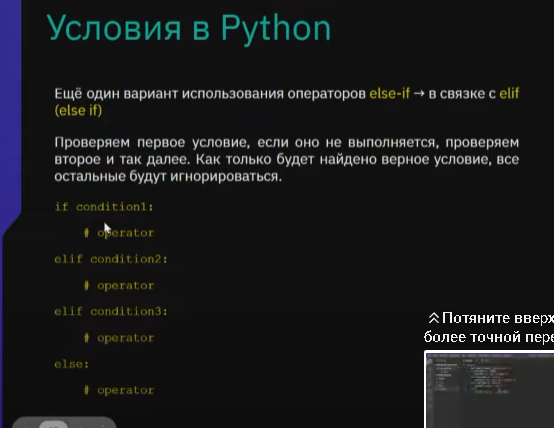 Условия в Python
Ещё один вариант использования операторов else-if → в связке с elif
(else if)
Проверяем первое условие, если оно не выполняется, проверяем
второе и так далее. Как только будет найдено верное условие, все
остальные будут игнорироваться.
if condition1:
# operator
elif condition2:
# operator
elif condition3:
# operator
else:
# operator
Потяните вверх
более точной пере